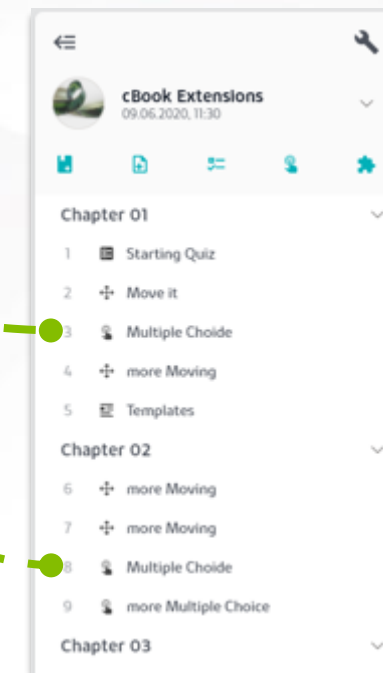 cBook Extensions
09.06.2020, 11:30
Chapter 01
1 Starting Quiz
2 Move it
3 Multiple Choide
4 more Moving
5 Templates
Chapter 02
6 more Moving
7 more Moving
8 Multiple Choide
9 more Multiple Choice
Chapter 03